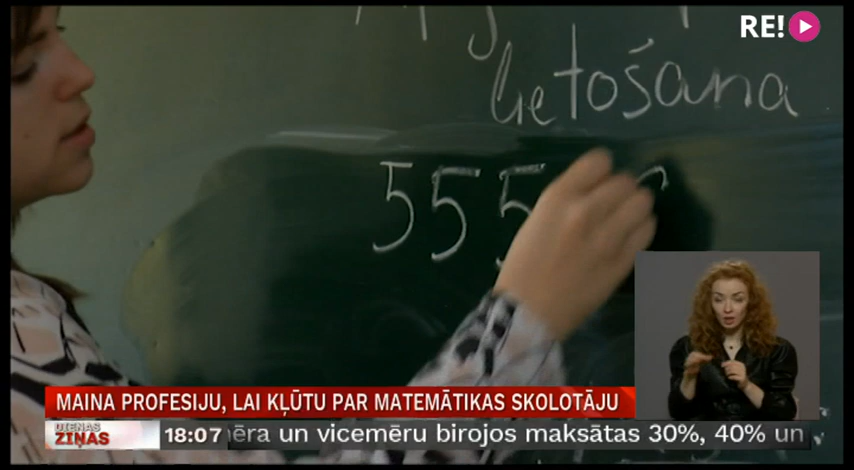 RE!
lietošana
555
MAINA PROFESIJU, LAI KĻŪTU PAR MATEMĀTIKAS SKOLOTĀJU
DIENAS
ZIŅAS
18:07 un vicemēru birojos maksātas 30%, 40% un